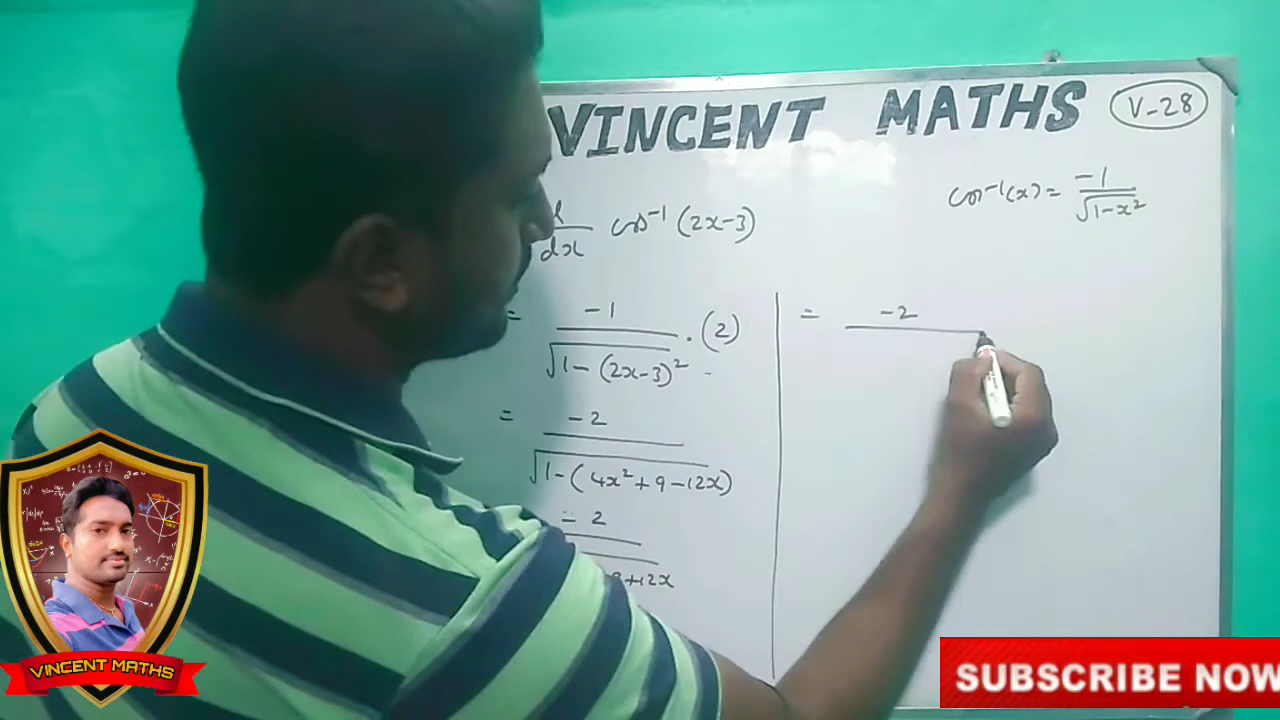 VINCENT MATHS V-28
cos⁻¹(x) = -1/√(1-x²)
d/dx cos⁻¹ (2x-3)
= -1/√(1-(2x-3)²) . (2)
= -2/√(1-(4x²+9-12x))
= 2
9+12x
= -2
VINCENT MATHS
SUBSCRIBE NOW